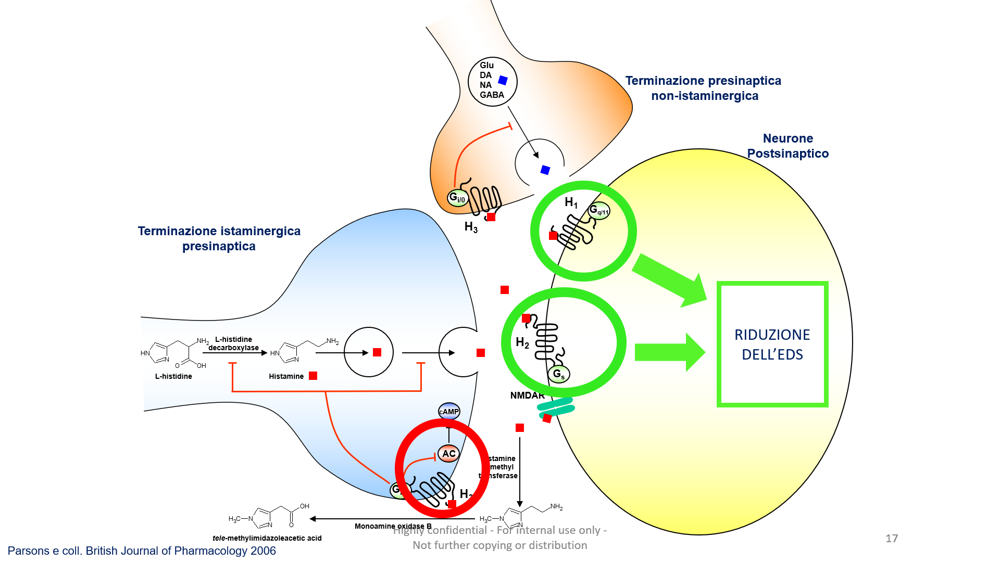 Glu
DA
NA
GABA
Terminazione presinaptica
non-istaminergica
Neurone
Postsinaptico
Gi/0
H3
H1
Gq/11
Terminazione istaminergica
presinaptica
HN
N
NH2
O
OH
L-histidine
L-histidine
decarboxylase
HN
N
NH2
Histamine
H2
Gs
NMDAR
RIDUZIONE
DELL'EDS
cAMP
AC
G
H
methyl
H3C
N
N
NH2
Monoamine oxidase B
H3C
N
N
OH
O
tele-methylimidazoleacetic acid
Highly confidential - For internal use only -
Not further copying or distribution
17
Parsons e coll. British Journal of Pharmacology 2006